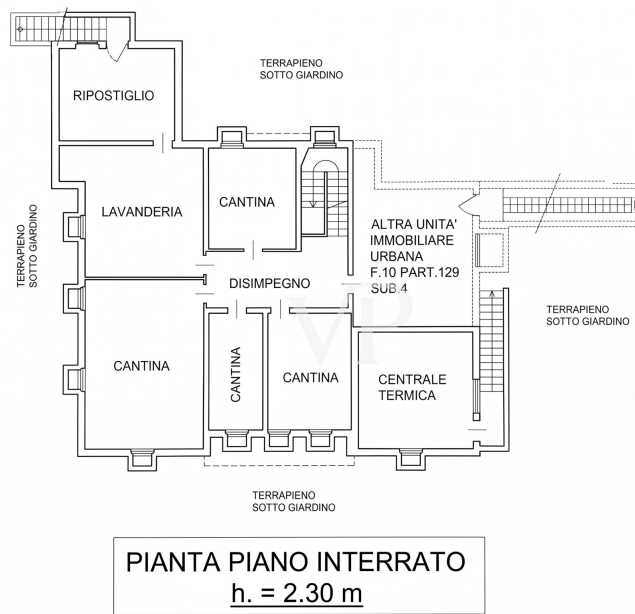 TERRAPIENO
SOTTO GIARDINO
RIPOSTIGLIO
LAVANDERIA
CANTINA
TERRAPIENO
SOTTO GIARDINO
ALTRA UNITA'
IMMOBILIARE
URBANA
F.10 PART.129
SUB.4
DISIMPEGNO
TERRAPIENO
SOTTO GIARDINO
VP
CANTINA
CANTINA
CANTINA
CENTRALE
TERMICA
TERRAPIENO
SOTTO GIARDINO
PIANTA PIANO INTERRATO
h. = 2.30 m